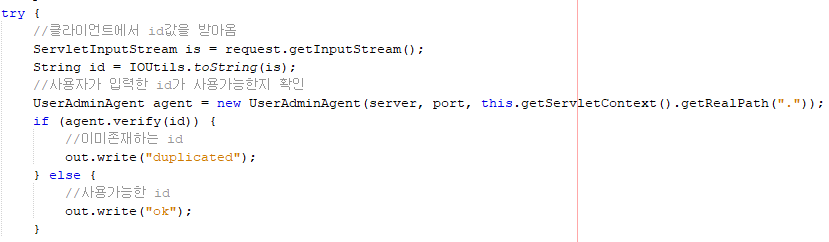 try {
//클라이언트에서 id값을 받아옴
ServletInputStream is = request.getInputStream();
String id = IOUtils.toString(is);
//사용자가 입력한 id가 사용가능한지 확인
UserAdminAgent agent = new UserAdminAgent(server, port, this.getServletContext().getRealPath("."));
if (agent.verify(id)) {
//이미존재하는 id
out.write("duplicated");
} else {
//사용가능한 id
out.write("ok");
}